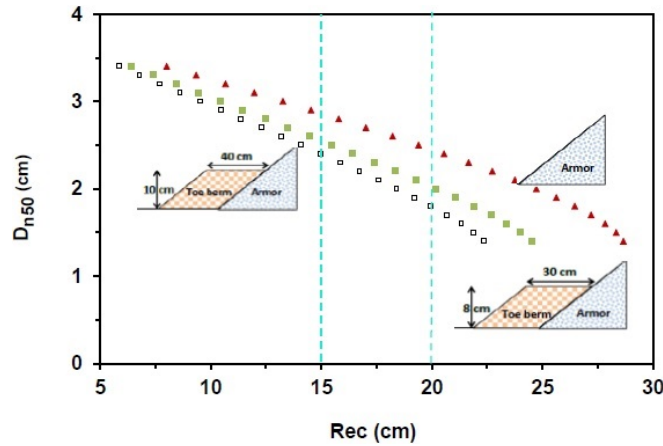 4
3
2
1
0
D_n50 (cm)
40 cm
10 cm
Toe berm
Armor
Armor
30 cm
8 cm
Toe berm
Armor
5 10 15 20 25 30
Rec (cm)